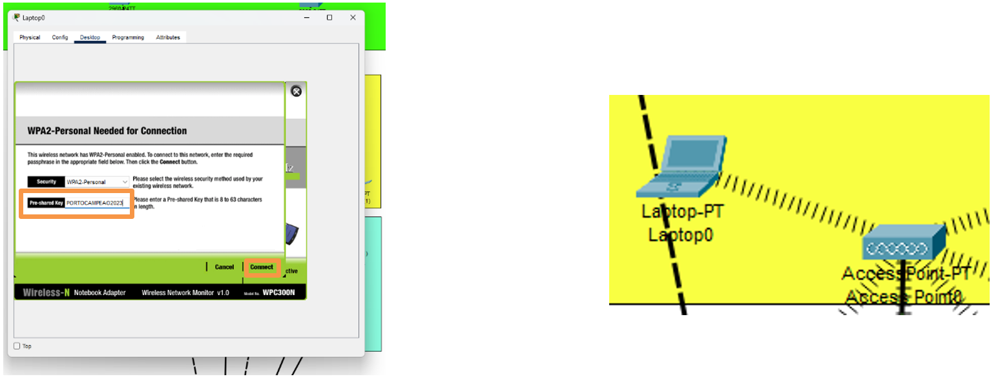 Laptop0
Physical Config Desktop Programming Attributes
WPA2-Personal Needed for Connection
This wireless network has WPA2-Personal enabled. To connect to this network, enter the required
passphrase in the appropriate field below. Then click the Connect button.
Security WPA2-Personal Please select the wireless security method used by your
existing wireless network.
Pre-shared Key PORTOCAMPEAO2023 Please enter a Pre-shared Key that is 8 to 63 characters
in length.
Cancel Connect
Wireless-N Notebook Adapter Wireless Network Monitor v1.0 Model No. WPC300N
Top
Laptop-PT
Laptop0
AccessPoint-PT
Access Point0